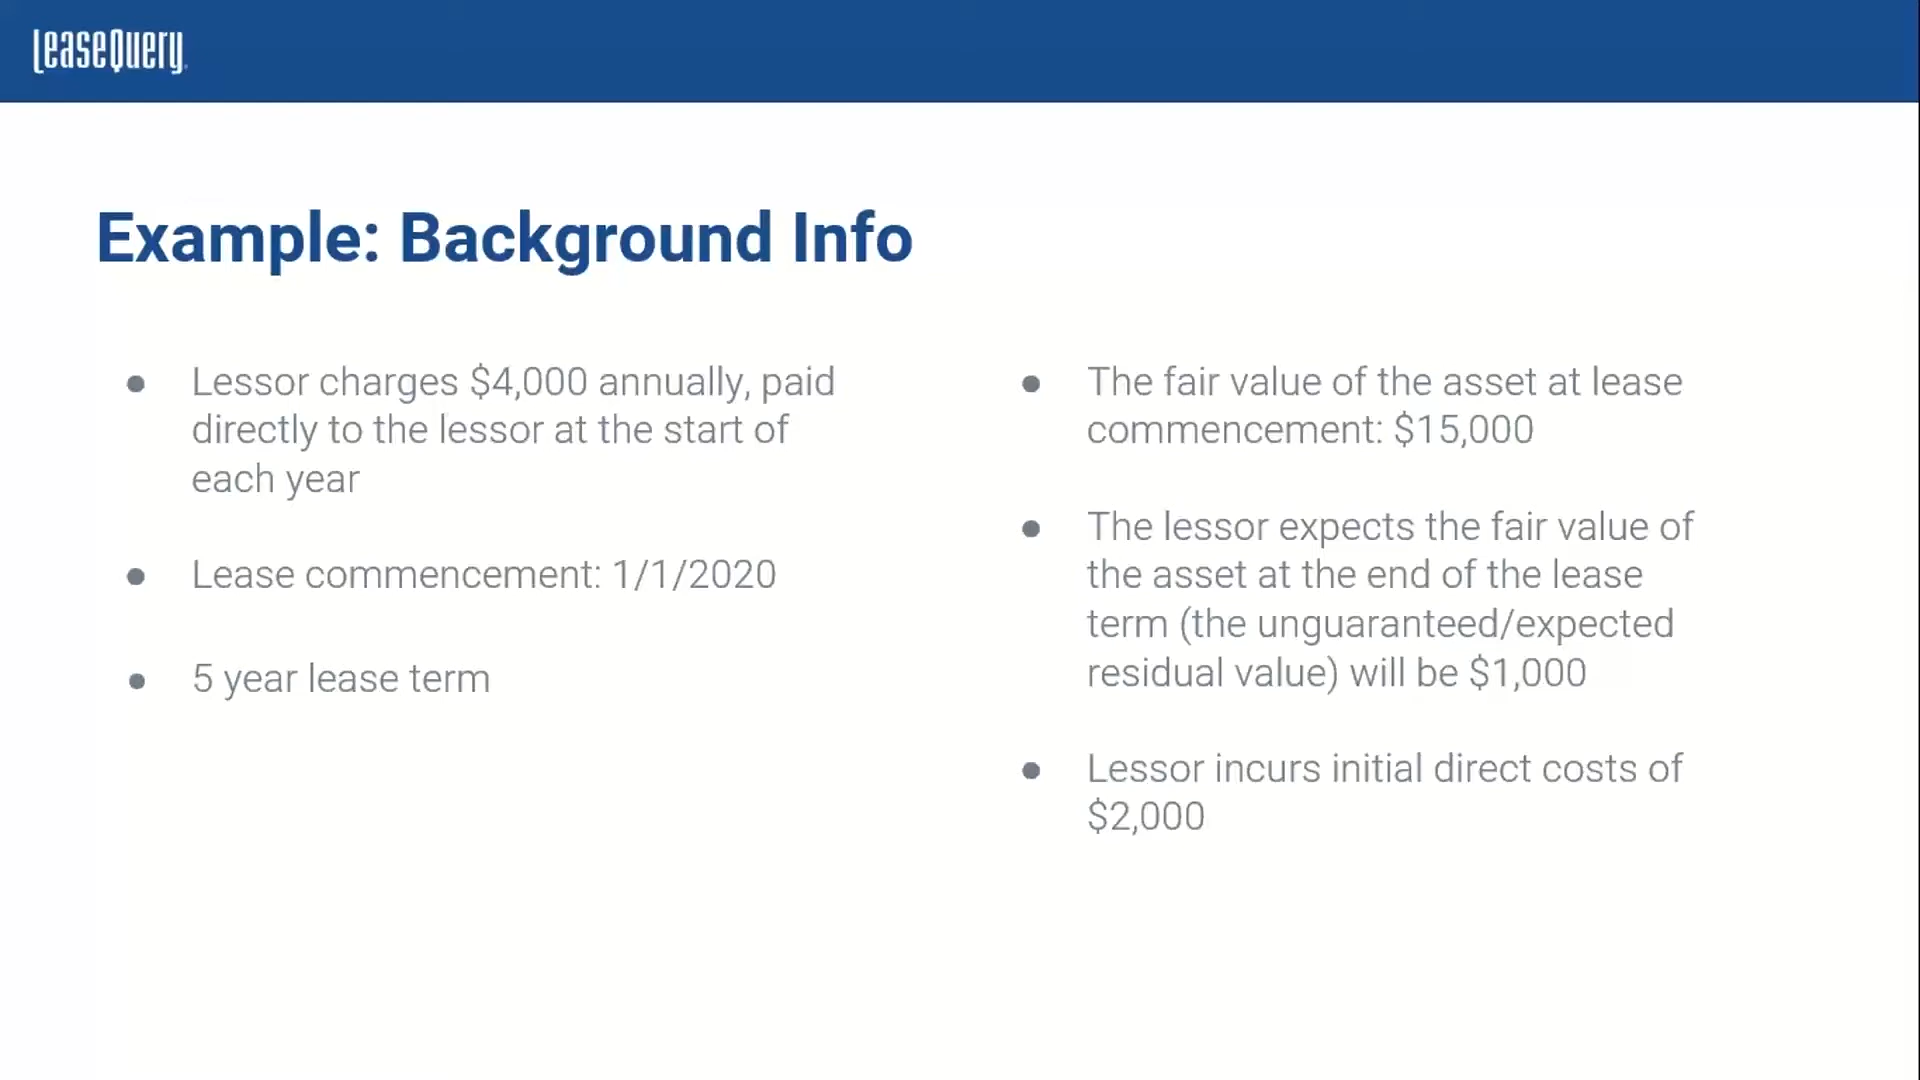 LeaseQuery
Example: Background Info
● Lessor charges $4,000 annually, paid
directly to the lessor at the start of
each year
● Lease commencement: 1/1/2020
● 5 year lease term
● The fair value of the asset at lease
commencement: $15,000
● The lessor expects the fair value of
the asset at the end of the lease
term (the unguaranteed/expected
residual value) will be $1,000
● Lessor incurs initial direct costs of
$2,000